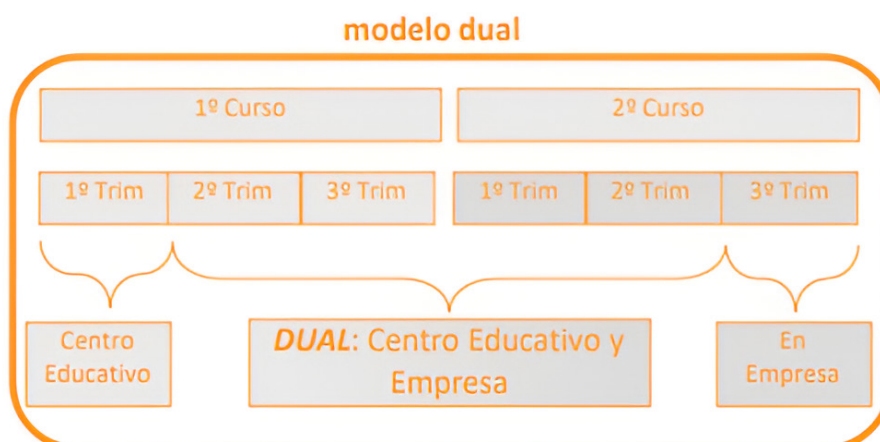 modelo dual
1º Curso
2º Curso
1º Trim
2º Trim
3º Trim
1º Trim
2º Trim
3º Trim
Centro
Educativo
DUAL: Centro Educativo y
Empresa
En
Empresa